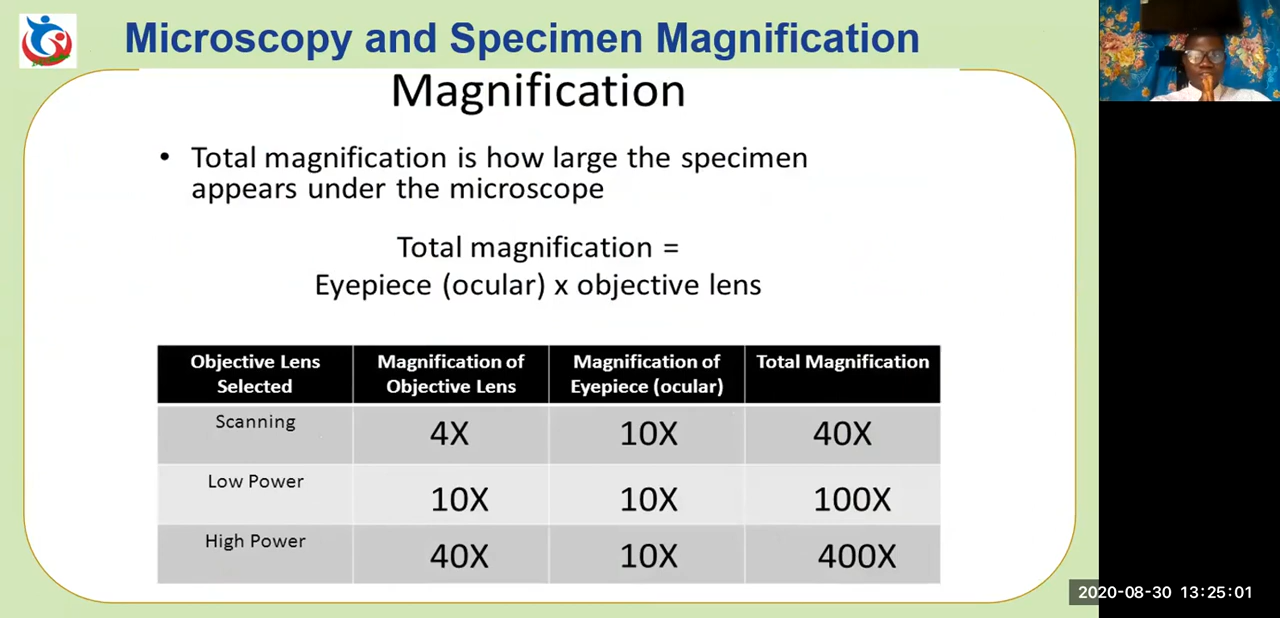 Microscopy and Specimen Magnification
Magnification
• Total magnification is how large the specimen
appears under the microscope
Total magnification =
Eyepiece (ocular) x objective lens
Objective Lens Selected | Magnification of Objective Lens | Magnification of Eyepiece (ocular) | Total Magnification
Scanning | 4X | 10X | 40X
Low Power | 10X | 10X | 100X
High Power | 40X | 10X | 400X
2020-08-30 13:25:01